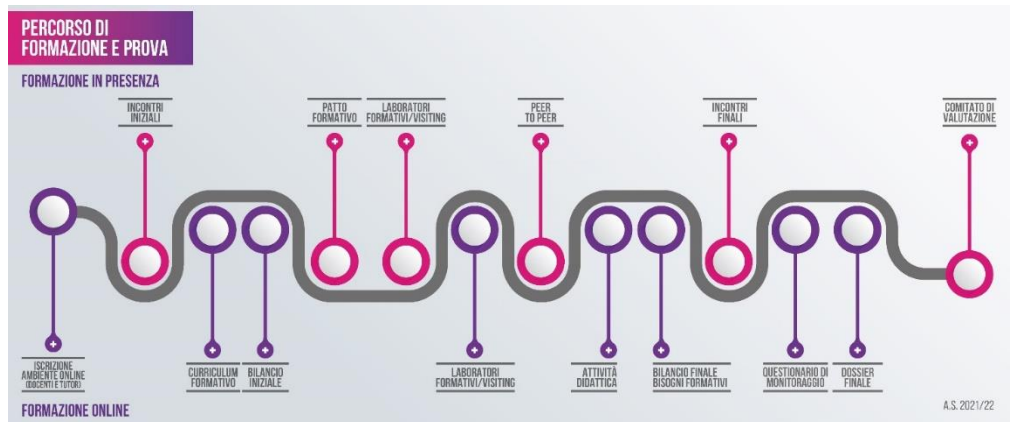 PERCORSO DI
FORMAZIONE E PROVA
FORMAZIONE IN PRESENZA
INCONTRI
INIZIALI
PATTO
FORMATIVO
LABORATORI
FORMATIVI/VISITING
PEER
TO PEER
INCONTRI
FINALI
COMITATO DI
VALUTAZIONE
ISCRIZIONE
AMBIENTE ONLINE
(DOCENTI E TUTOR)
CURRICULUM
FORMATIVO
BILANCIO
INIZIALE
LABORATORI
FORMATIVI/VISITING
ATTIVITÀ
DIDATTICA
BILANCIO FINALE
BISOGNI FORMATIVI
QUESTIONARIO DI
MONITORAGGIO
DOSSIER
FINALE
FORMAZIONE ONLINE
A.S. 2021/22